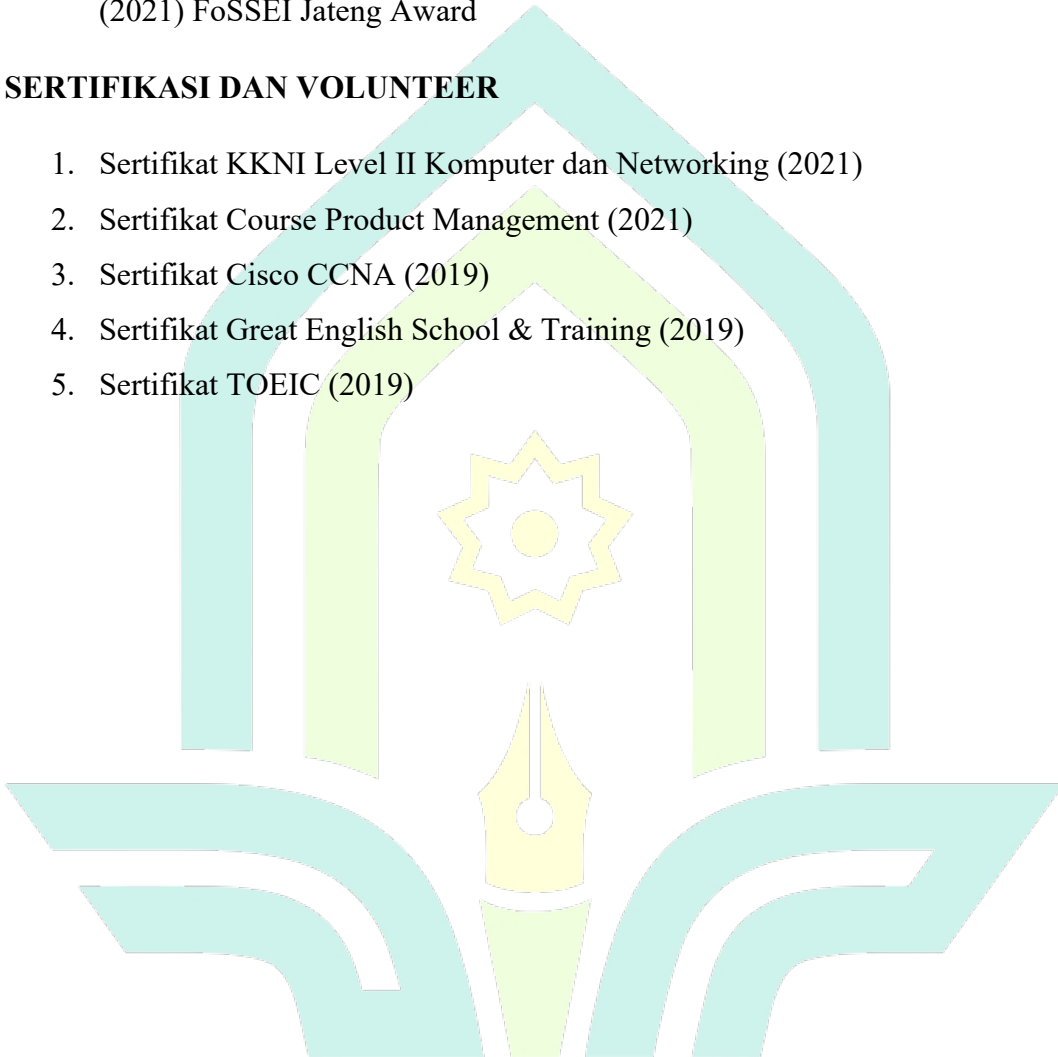 (2021) FoSSEI Jateng Award
SERTIFIKASI DAN VOLUNTEER
1. Sertifikat KKNI Level II Komputer dan Networking (2021)
2. Sertifikat Course Product Management (2021)
3. Sertifikat Cisco CCNA (2019)
4. Sertifikat Great English School & Training (2019)
5. Sertifikat TOEIC (2019)